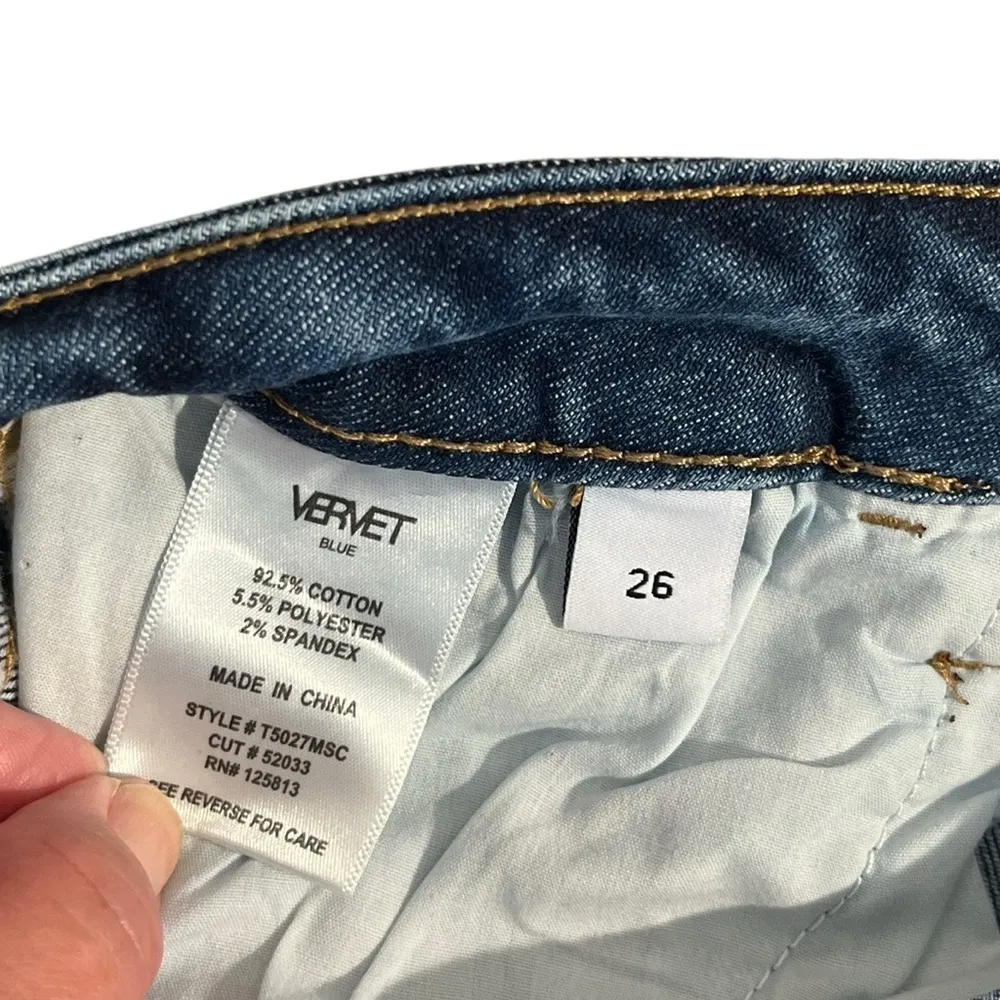 VERVET
BLUE
92.5% COTTON
5.5% POLYESTER
2% SPANDEX
MADE IN CHINA
STYLE # T5027MSC
CUT # 52033
RN# 125813
SEE REVERSE FOR CARE
26